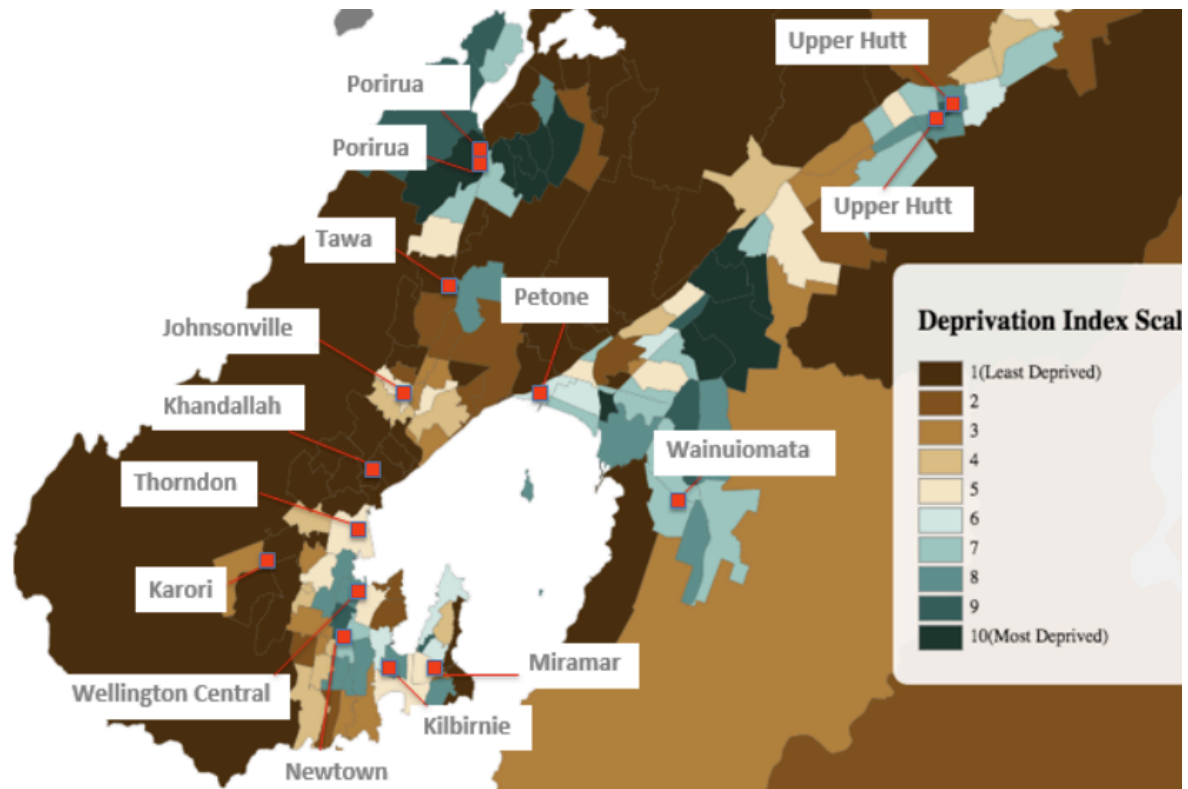 Upper Hutt
Porirua
Porirua
Upper Hutt
Tawa
Petone
Johnsonville
Khandallah
Wainuiomata
Thorndon
Karori
Miramar
Wellington Central
Kilbirnie
Newtown
Deprivation Index Scal
1(Least Deprived)
2
3
4
5
6
7
8
9
10(Most Deprived)